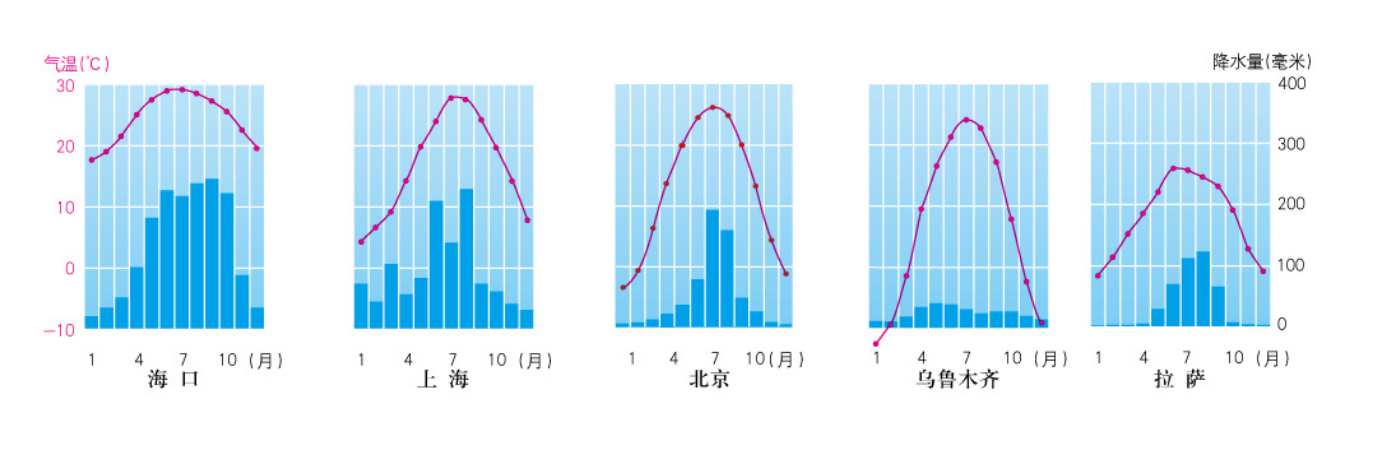 气温(℃)
降水量(毫米)
30
20
10
0
−10
400
300
200
100
0
1 4 7 10 (月)
海口
1 4 7 10 (月)
上海
1 4 7 10 (月)
北京
1 4 7 10 (月)
乌鲁木齐
1 4 7 10 (月)
拉萨